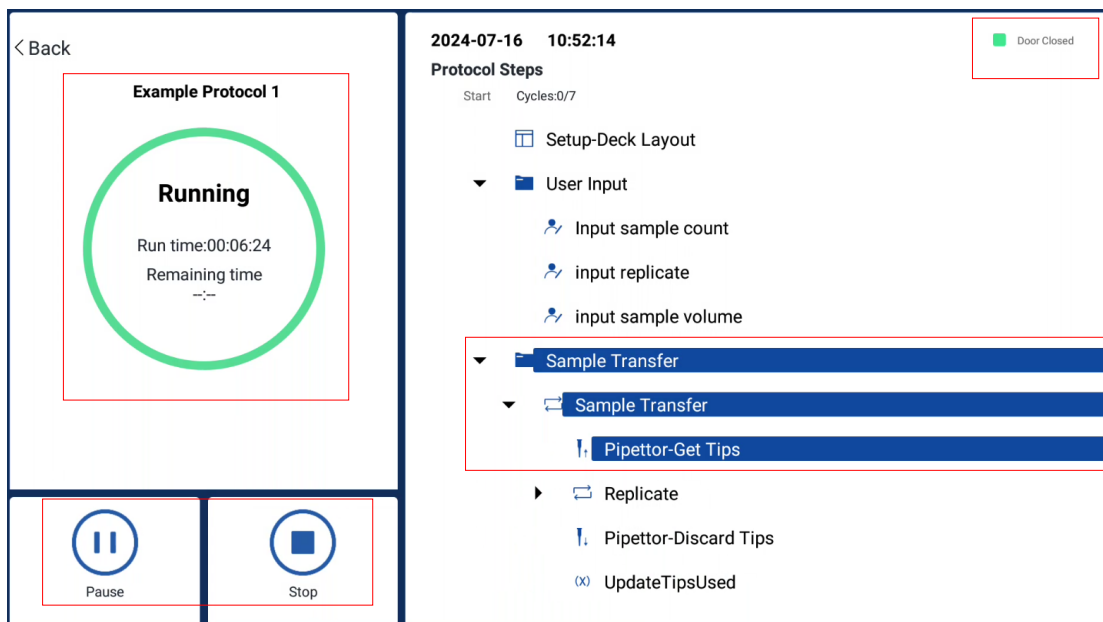 Back
Example Protocol 1
Running
Run time:00:06:24
Remaining time
--:--
Pause
Stop
2024-07-16 10:52:14
Door Closed
Protocol Steps
Start Cycles:0/7
Setup-Deck Layout
User Input
Input sample count
input replicate
input sample volume
Sample Transfer
Sample Transfer
Pipettor-Get Tips
Replicate
Pipettor-Discard Tips
(X) UpdateTipsUsed